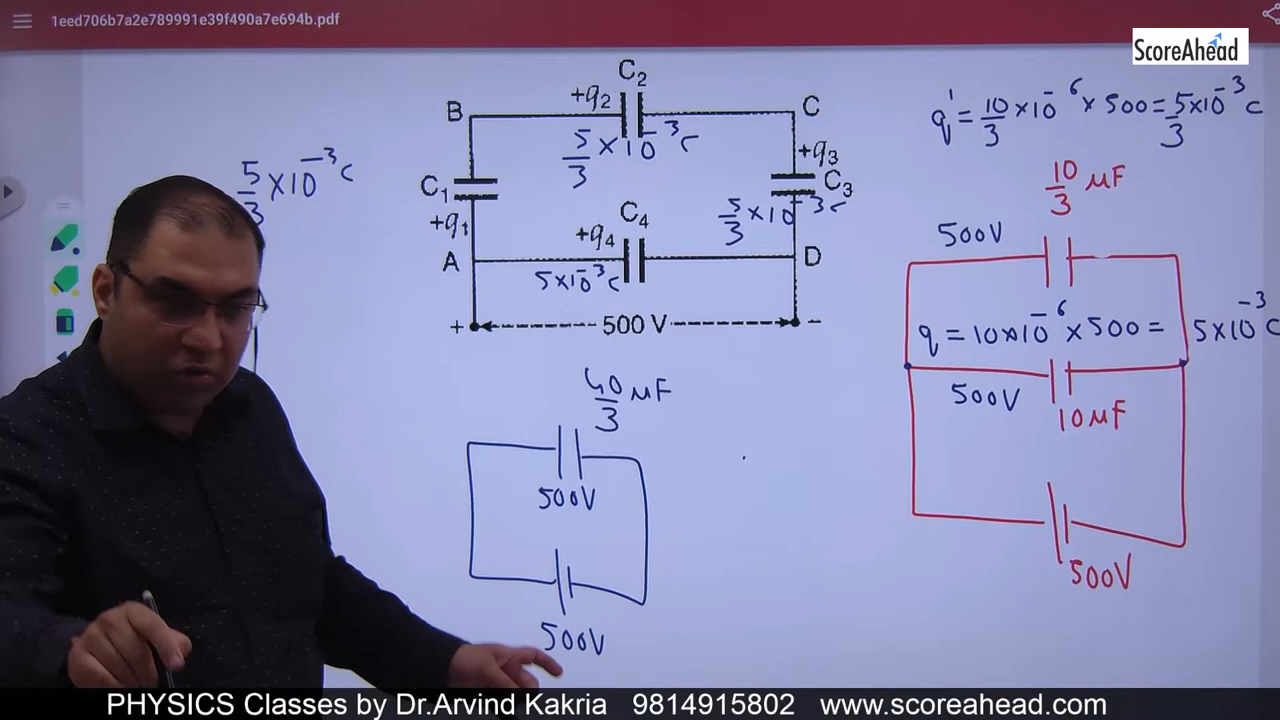 1eed706b7a2e789991e39f490a7e694b.pdf
ScoreAhead
C₂
B
+q₂
C
5/3 × 10⁻³ C
q' = 10/3 × 10⁻⁶ × 500 = 5/3 × 10⁻³ C
+q₃
C₁
C₃
5/3 × 10⁻³ C
10/3 μF
+q₁
C₄
5/3 × 10⁻³ C
+q₄
500V
A
D
5×10⁻³ C
+ 500 V −
q = 10×10⁻⁶ × 500 = 5×10⁻³ C
40/3 μF
500V
10 μF
500V
500V
500V
PHYSICS Classes by Dr.Arvind Kakria 9814915802 www.scoreahead.com